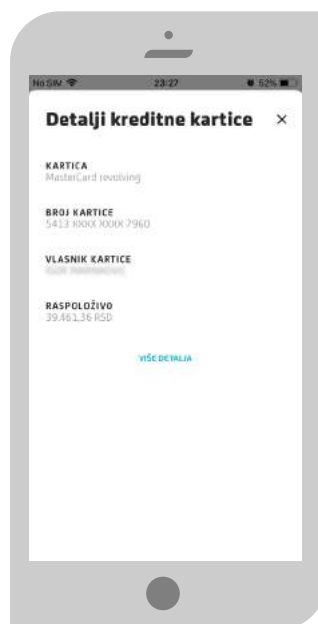 No SIM 23:27 52%
Detalji kreditne kartice ×
KARTICA
MasterCard revolving
BROJ KARTICE
5413 XXXX XXXX 7960
VLASNIK KARTICE
RASPOLOŽIVO
39.461,36 RSD
VIŠE DETALJA